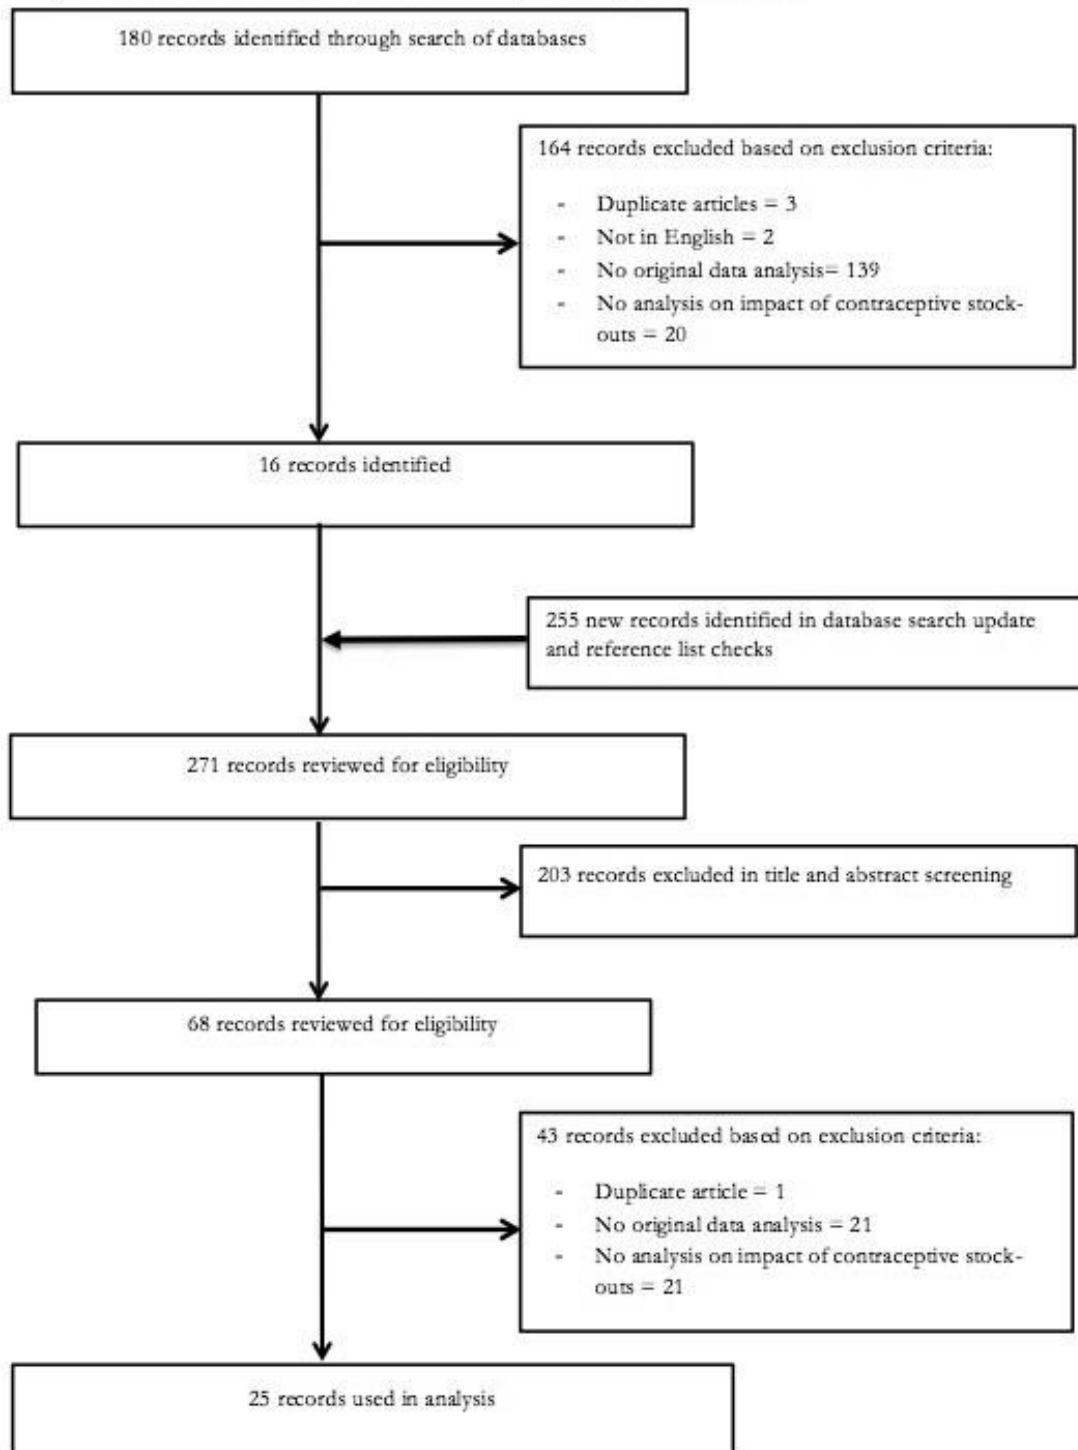 180 records identified through search of databases
164 records excluded based on exclusion criteria:
- Duplicate articles = 3
- Not in English = 2
- No original data analysis= 139
- No analysis on impact of contraceptive stock-
outs = 20
16 records identified
255 new records identified in database search update
and reference list checks
271 records reviewed for eligibility
203 records excluded in title and abstract screening
68 records reviewed for eligibility
43 records excluded based on exclusion criteria:
- Duplicate article = 1
- No original data analysis = 21
- No analysis on impact of contraceptive stock-
outs = 21
25 records used in analysis